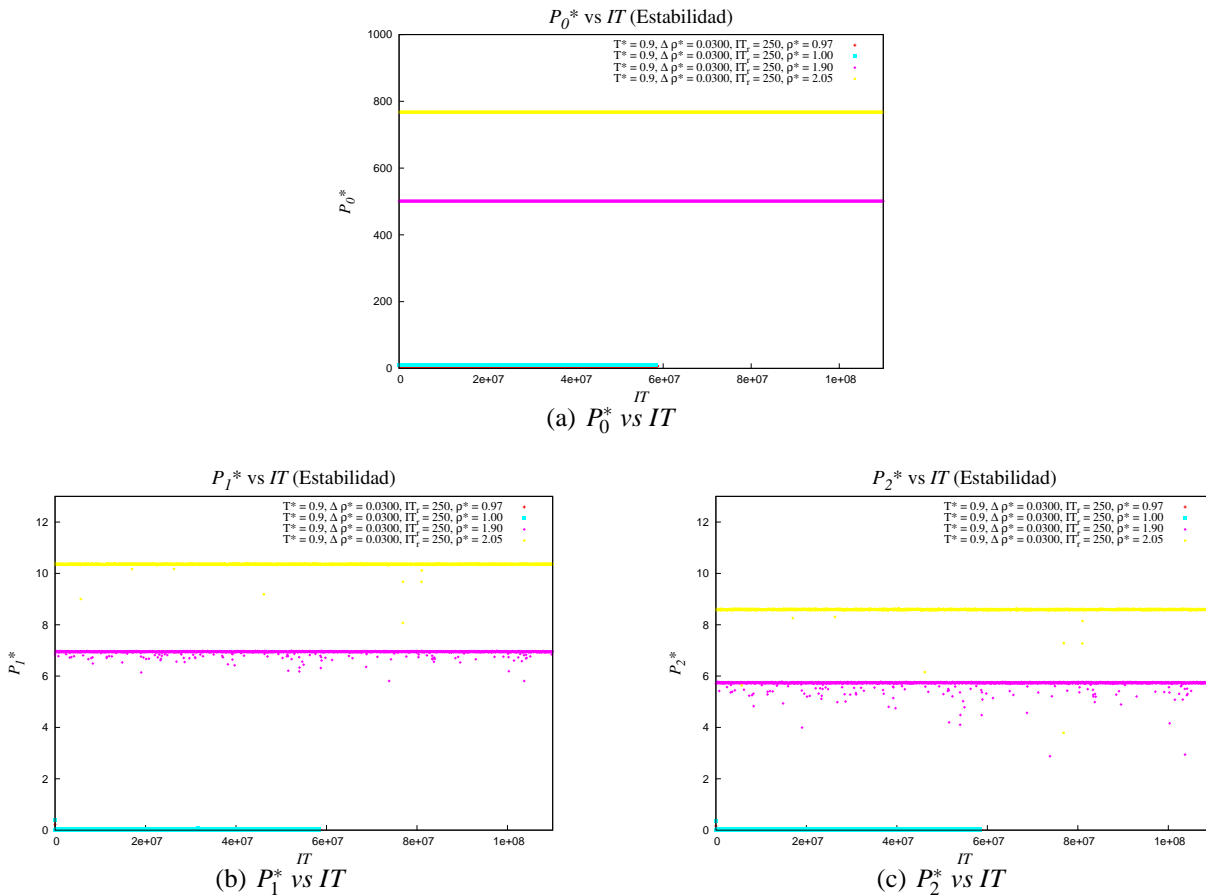 P0* vs IT (Estabilidad)
1000
800
600
400
200
0
P0*
T* = 0.9, Δ ρ* = 0.0300, ITr = 250, ρ* = 0.97
T* = 0.9, Δ ρ* = 0.0300, ITr = 250, ρ* = 1.00
T* = 0.9, Δ ρ* = 0.0300, ITr = 250, ρ* = 1.90
T* = 0.9, Δ ρ* = 0.0300, ITr = 250, ρ* = 2.05
0 2e+07 4e+07 6e+07 8e+07 1e+08
IT
(a) P0* vs IT
P1* vs IT (Estabilidad)
12
10
8
6
4
2
0
P1*
T* = 0.9, Δ ρ* = 0.0300, ITr = 250, ρ* = 0.97
T* = 0.9, Δ ρ* = 0.0300, ITr = 250, ρ* = 1.00
T* = 0.9, Δ ρ* = 0.0300, ITr = 250, ρ* = 1.90
T* = 0.9, Δ ρ* = 0.0300, ITr = 250, ρ* = 2.05
0 2e+07 4e+07 6e+07 8e+07 1e+08
IT
(b) P1* vs IT
P2* vs IT (Estabilidad)
12
10
8
6
4
2
0
P2*
T* = 0.9, Δ ρ* = 0.0300, ITr = 250, ρ* = 0.97
T* = 0.9, Δ ρ* = 0.0300, ITr = 250, ρ* = 1.00
T* = 0.9, Δ ρ* = 0.0300, ITr = 250, ρ* = 1.90
T* = 0.9, Δ ρ* = 0.0300, ITr = 250, ρ* = 2.05
0 2e+07 4e+07 6e+07 8e+07 1e+08
IT
(c) P2* vs IT